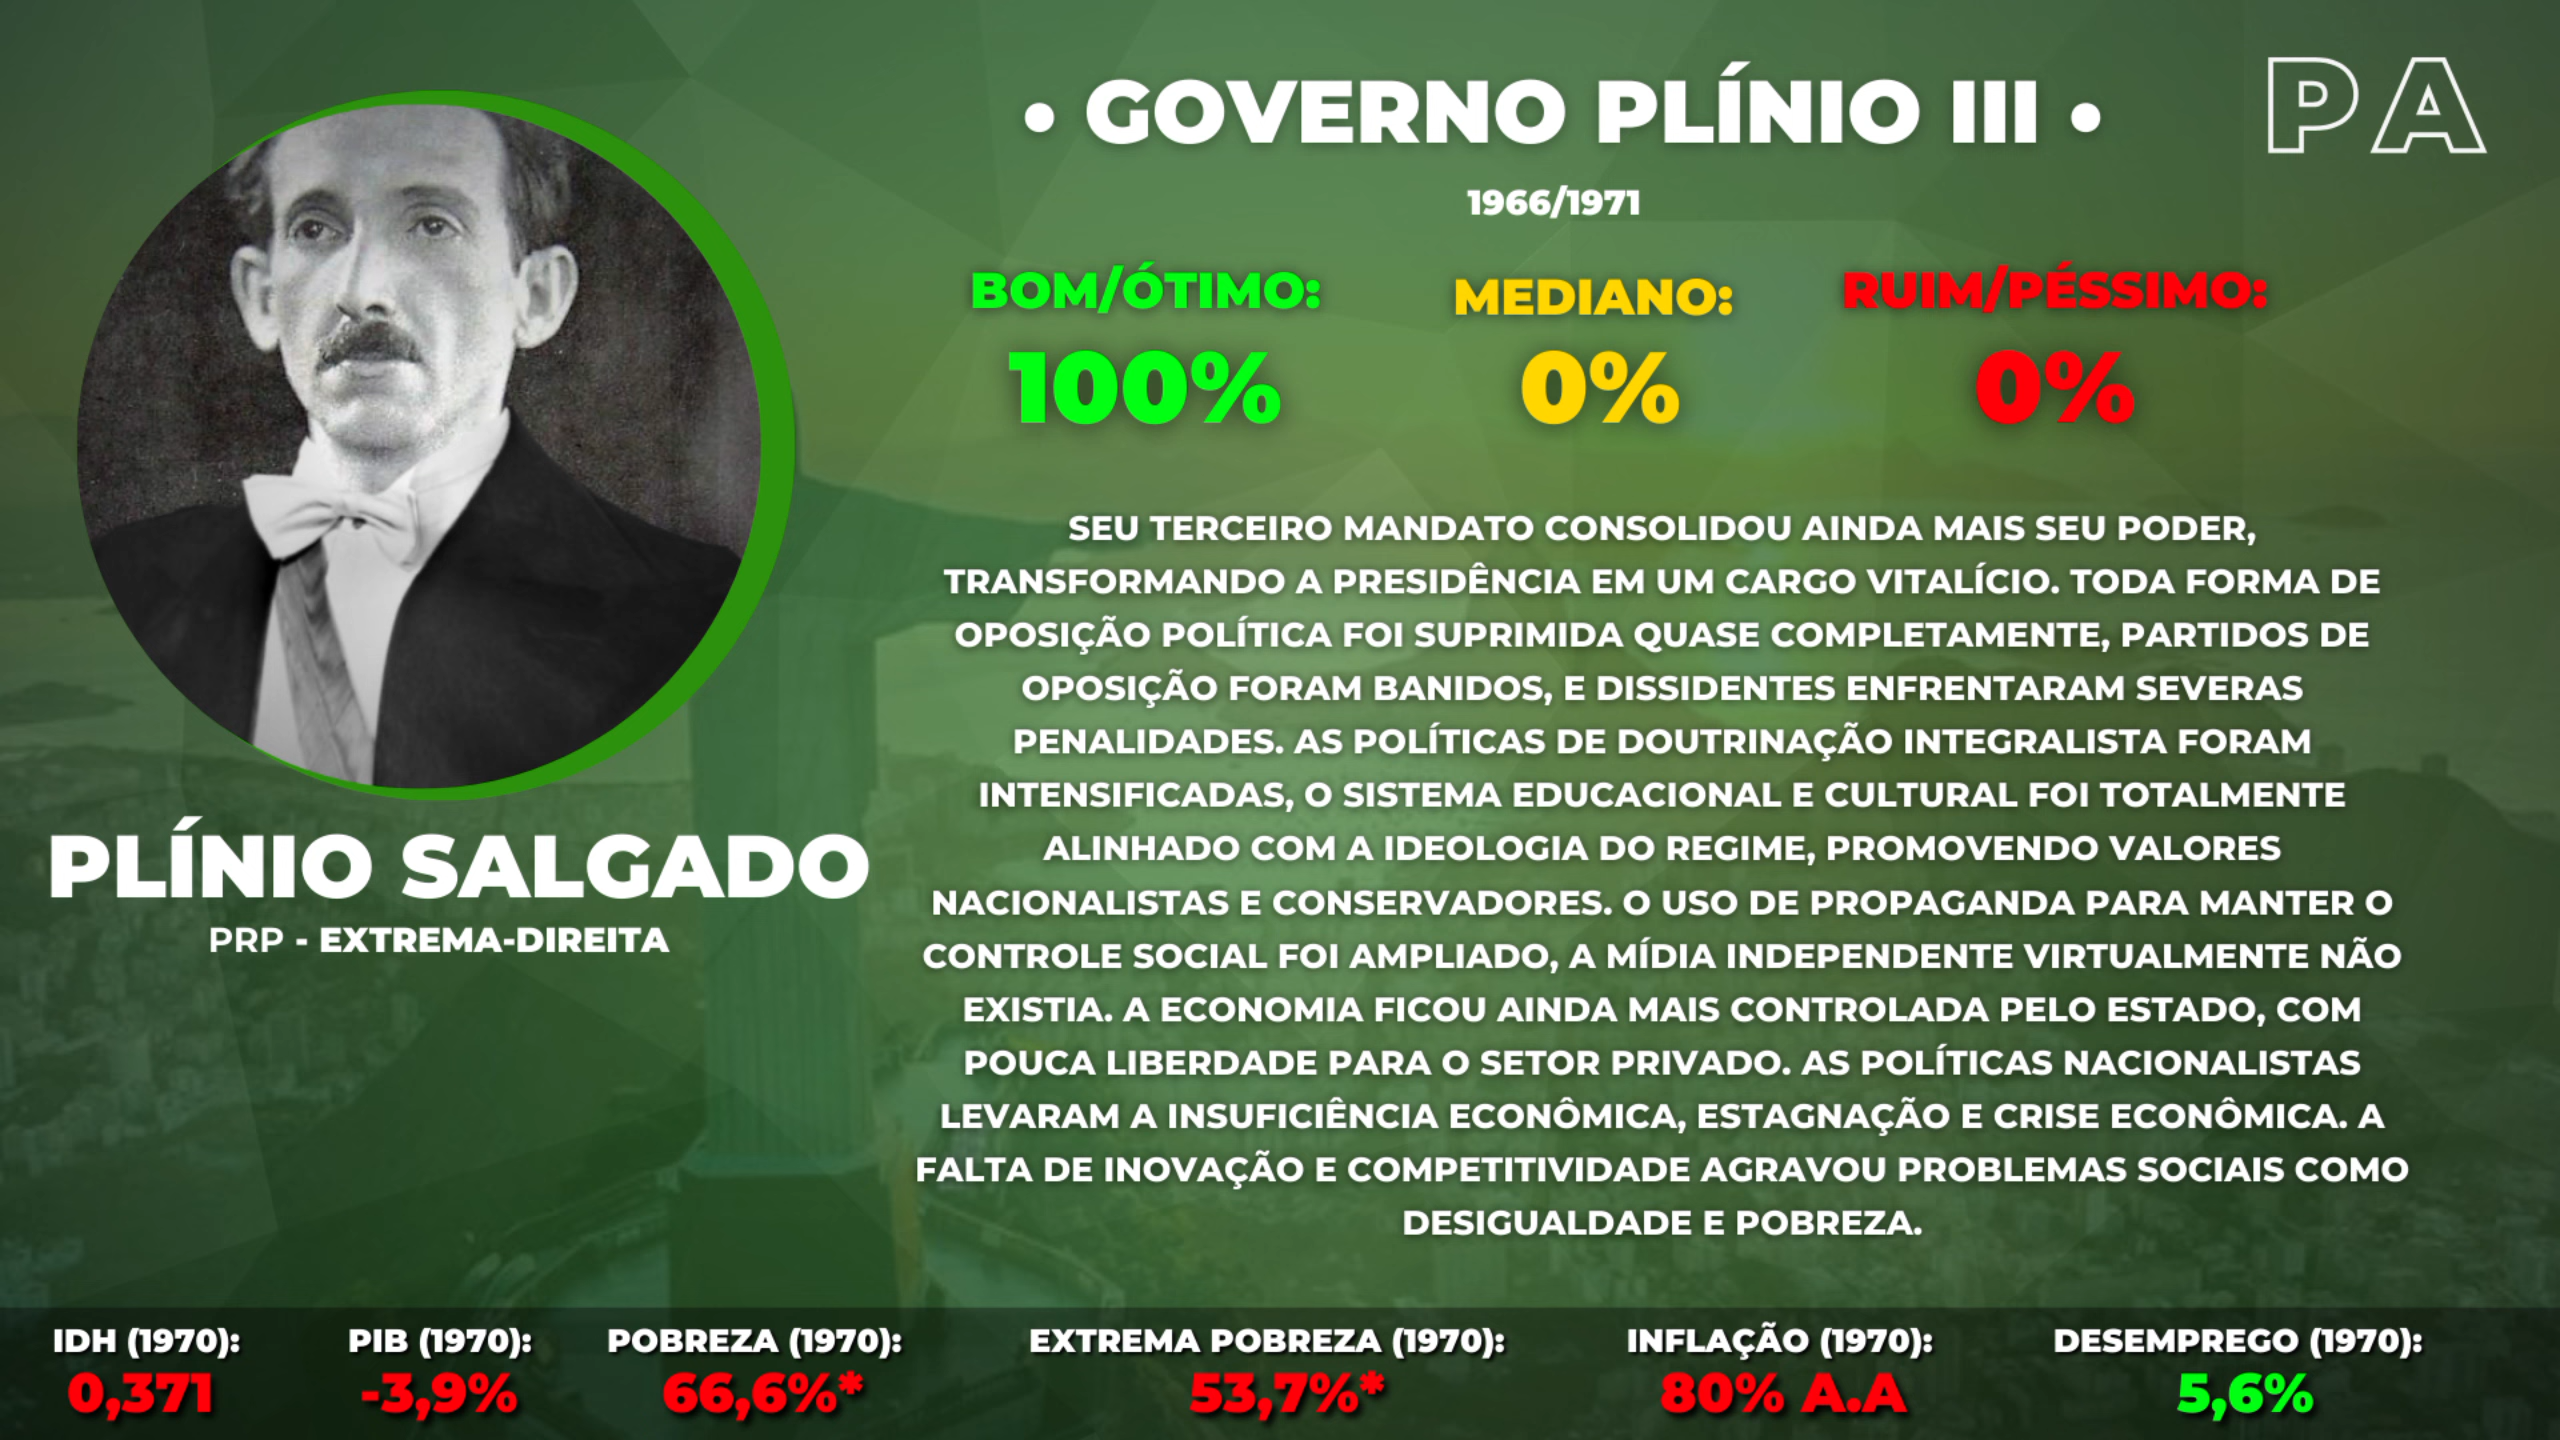 • GOVERNO PLÍNIO III •
PA
1966/1971
BOM/ÓTIMO:
100%
MEDIANO:
0%
RUIM/PÉSSIMO:
0%
SEU TERCEIRO MANDATO CONSOLIDOU AINDA MAIS SEU PODER,
TRANSFORMANDO A PRESIDÊNCIA EM UM CARGO VITALÍCIO. TODA FORMA DE
OPOSIÇÃO POLÍTICA FOI SUPRIMIDA QUASE COMPLETAMENTE, PARTIDOS DE
OPOSIÇÃO FORAM BANIDOS, E DISSIDENTES ENFRENTARAM SEVERAS
PENALIDADES. AS POLÍTICAS DE DOUTRINAÇÃO INTEGRALISTA FORAM
INTENSIFICADAS, O SISTEMA EDUCACIONAL E CULTURAL FOI TOTALMENTE
ALINHADO COM A IDEOLOGIA DO REGIME, PROMOVENDO VALORES
NACIONALISTAS E CONSERVADORES. O USO DE PROPAGANDA PARA MANTER O
CONTROLE SOCIAL FOI AMPLIADO, A MÍDIA INDEPENDENTE VIRTUALMENTE NÃO
EXISTIA. A ECONOMIA FICOU AINDA MAIS CONTROLADA PELO ESTADO, COM
POUCA LIBERDADE PARA O SETOR PRIVADO. AS POLÍTICAS NACIONALISTAS
LEVARAM A INSUFICIÊNCIA ECONÔMICA, ESTAGNAÇÃO E CRISE ECONÔMICA. A
FALTA DE INOVAÇÃO E COMPETITIVIDADE AGRAVOU PROBLEMAS SOCIAIS COMO
DESIGUALDADE E POBREZA.
PLÍNIO SALGADO
PRP - EXTREMA-DIREITA
IDH (1970):
0,371
PIB (1970):
-3,9%
POBREZA (1970):
66,6%*
EXTREMA POBREZA (1970):
53,7%*
INFLAÇÃO (1970):
80% A.A
DESEMPREGO (1970):
5,6%